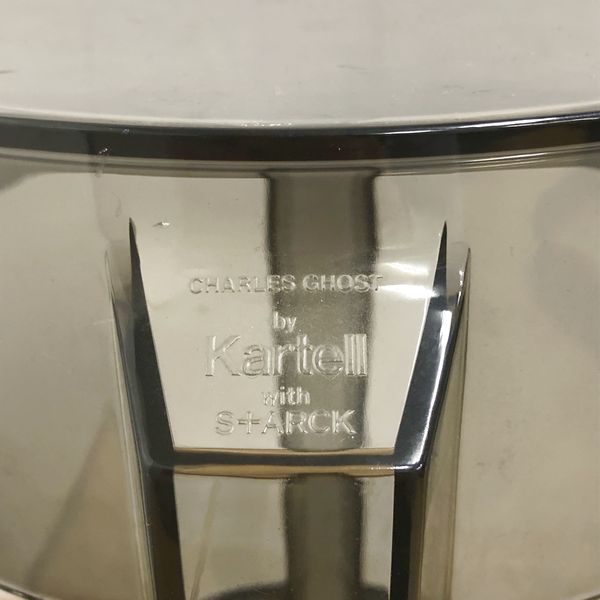 CHARLES GHOST
by
Kartell
with
S+ARCK